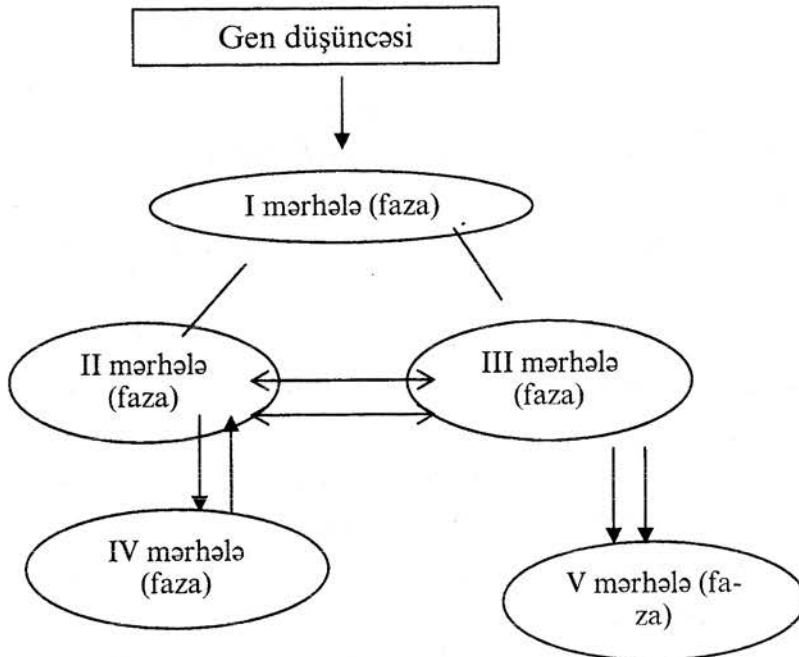 Gen düşüncəsi
I mərhələ (faza)
II mərhələ
(faza)
III mərhələ
(faza)
IV mərhələ
(faza)
V mərhələ (fa-
za)